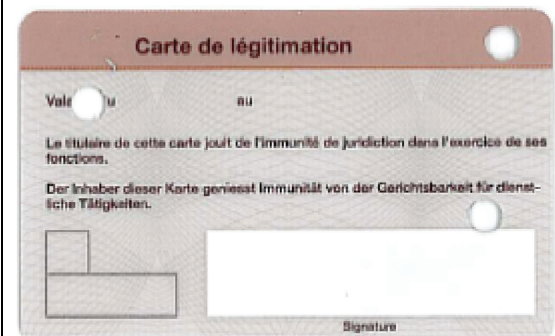 Carte de légitimation
au
Le titulaire de cette carte jouit de l'immunité de juridiction dans l'exercice de ses
fonctions.
Der Inhaber dieser Karte geniesst Immunität von der Gerichtsbarkeit für dienst-
liche Tätigkeiten.
Signature